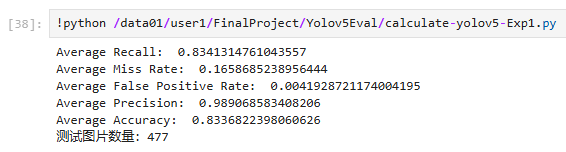 [38]: !python /data01/user1/FinalProject/Yolov5Eval/calculate-yolov5-Exp1.py
Average Recall:  0.8341314761043557
Average Miss Rate:  0.1658685238956444
Average False Positive Rate:  0.0041928721174004195
Average Precision:  0.989068583408206
Average Accuracy:  0.8336822398060626
测试图片数量: 477